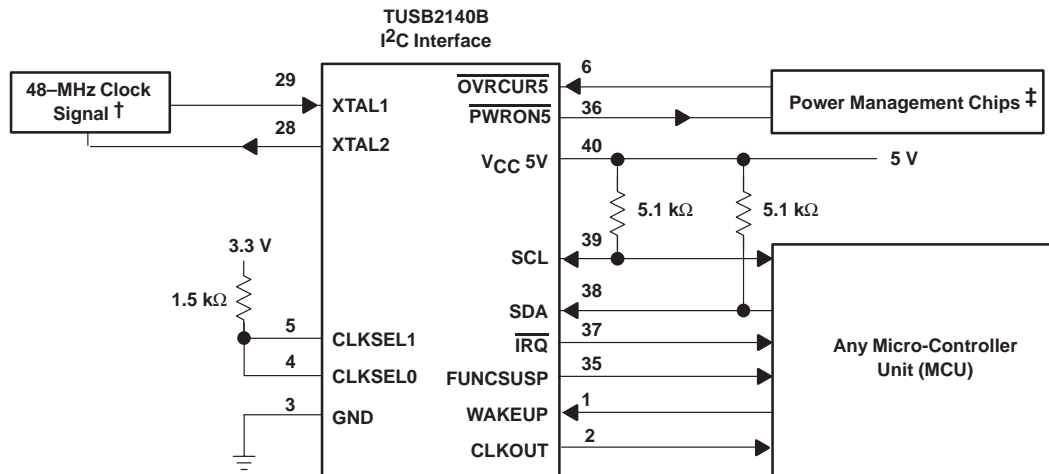 TUSB2140B
I2C Interface
48–MHz Clock
Signal †
29
XTAL1
28
XTAL2
3.3 V
1.5 kΩ
5
CLKSEL1
4
CLKSEL0
3
GND
OVRCUR5
6
PWRON5
36
VCC 5V
40
5 V
5.1 kΩ
5.1 kΩ
SCL
39
SDA
38
IRQ
37
FUNCSUSP
35
WAKEUP
1
CLKOUT
2
Power Management Chips ‡
Any Micro-Controller
Unit (MCU)